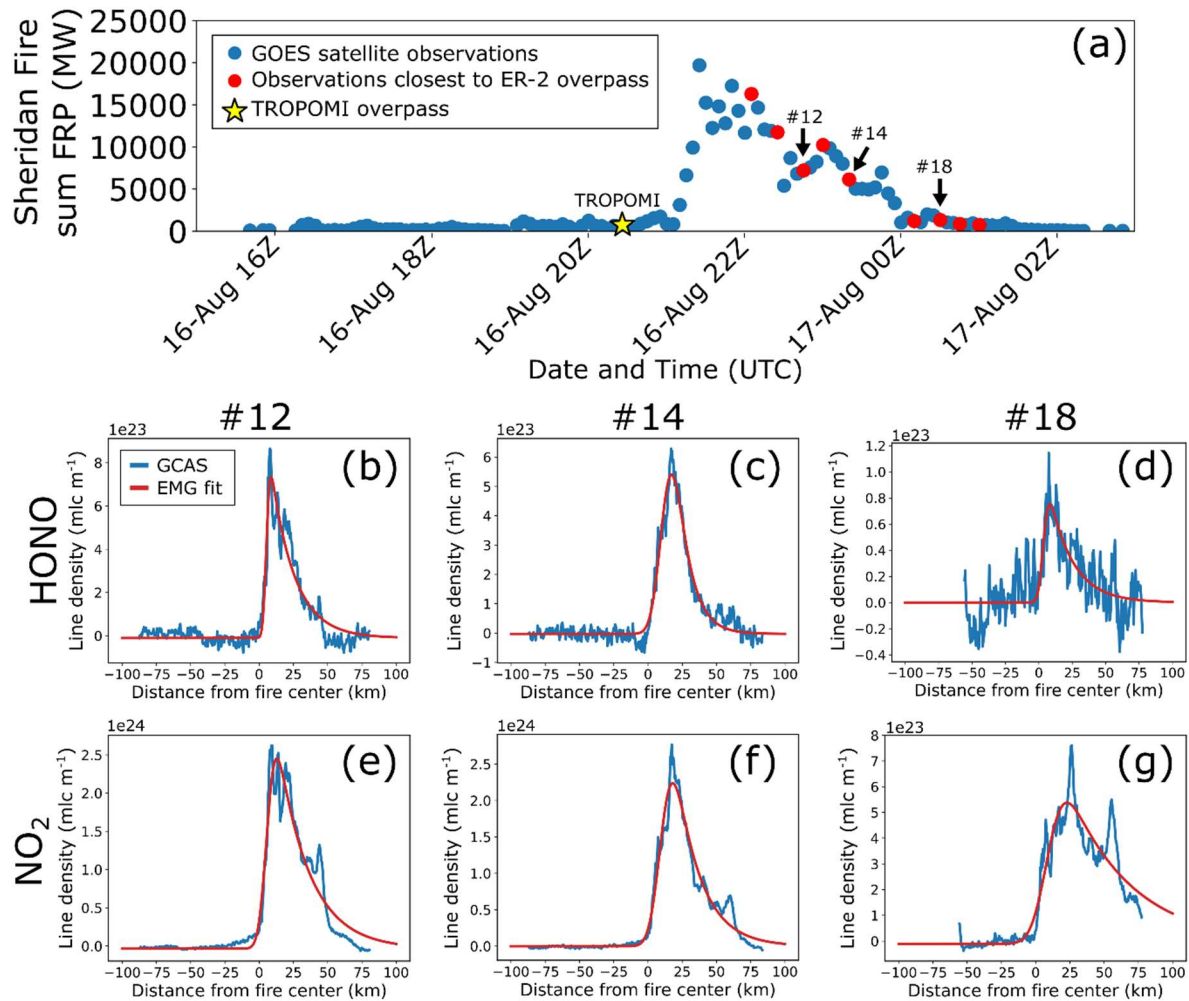 (a)
Sheridan Fire
sum FRP (MW)
25000
20000
15000
10000
5000
0
GOES satellite observations
Observations closest to ER-2 overpass
TROPOMI overpass
TROPOMI
#12
#14
#18
16-Aug 16Z
16-Aug 18Z
16-Aug 20Z
16-Aug 22Z
17-Aug 00Z
17-Aug 02Z
Date and Time (UTC)
#12
#14
#18
HONO
1e23
(b)
GCAS
EMG fit
Line density (mlc m⁻¹)
8
6
4
2
0
−100 −75 −50 −25 0 25 50 75 100
Distance from fire center (km)
1e23
(c)
Line density (mlc m⁻¹)
6
5
4
3
2
1
0
−1
−100 −75 −50 −25 0 25 50 75 100
Distance from fire center (km)
1e23
(d)
Line density (mlc m⁻¹)
1.2
1.0
0.8
0.6
0.4
0.2
0.0
−0.2
−0.4
−100 −75 −50 −25 0 25 50 75 100
Distance from fire center (km)
NO₂
1e24
(e)
Line density (mlc m⁻¹)
2.5
2.0
1.5
1.0
0.5
0.0
−100 −75 −50 −25 0 25 50 75 100
Distance from fire center (km)
1e24
(f)
Line density (mlc m⁻¹)
2.5
2.0
1.5
1.0
0.5
0.0
−100 −75 −50 −25 0 25 50 75 100
Distance from fire center (km)
1e23
(g)
Line density (mlc m⁻¹)
8
7
6
5
4
3
2
1
0
−100 −75 −50 −25 0 25 50 75 100
Distance from fire center (km)